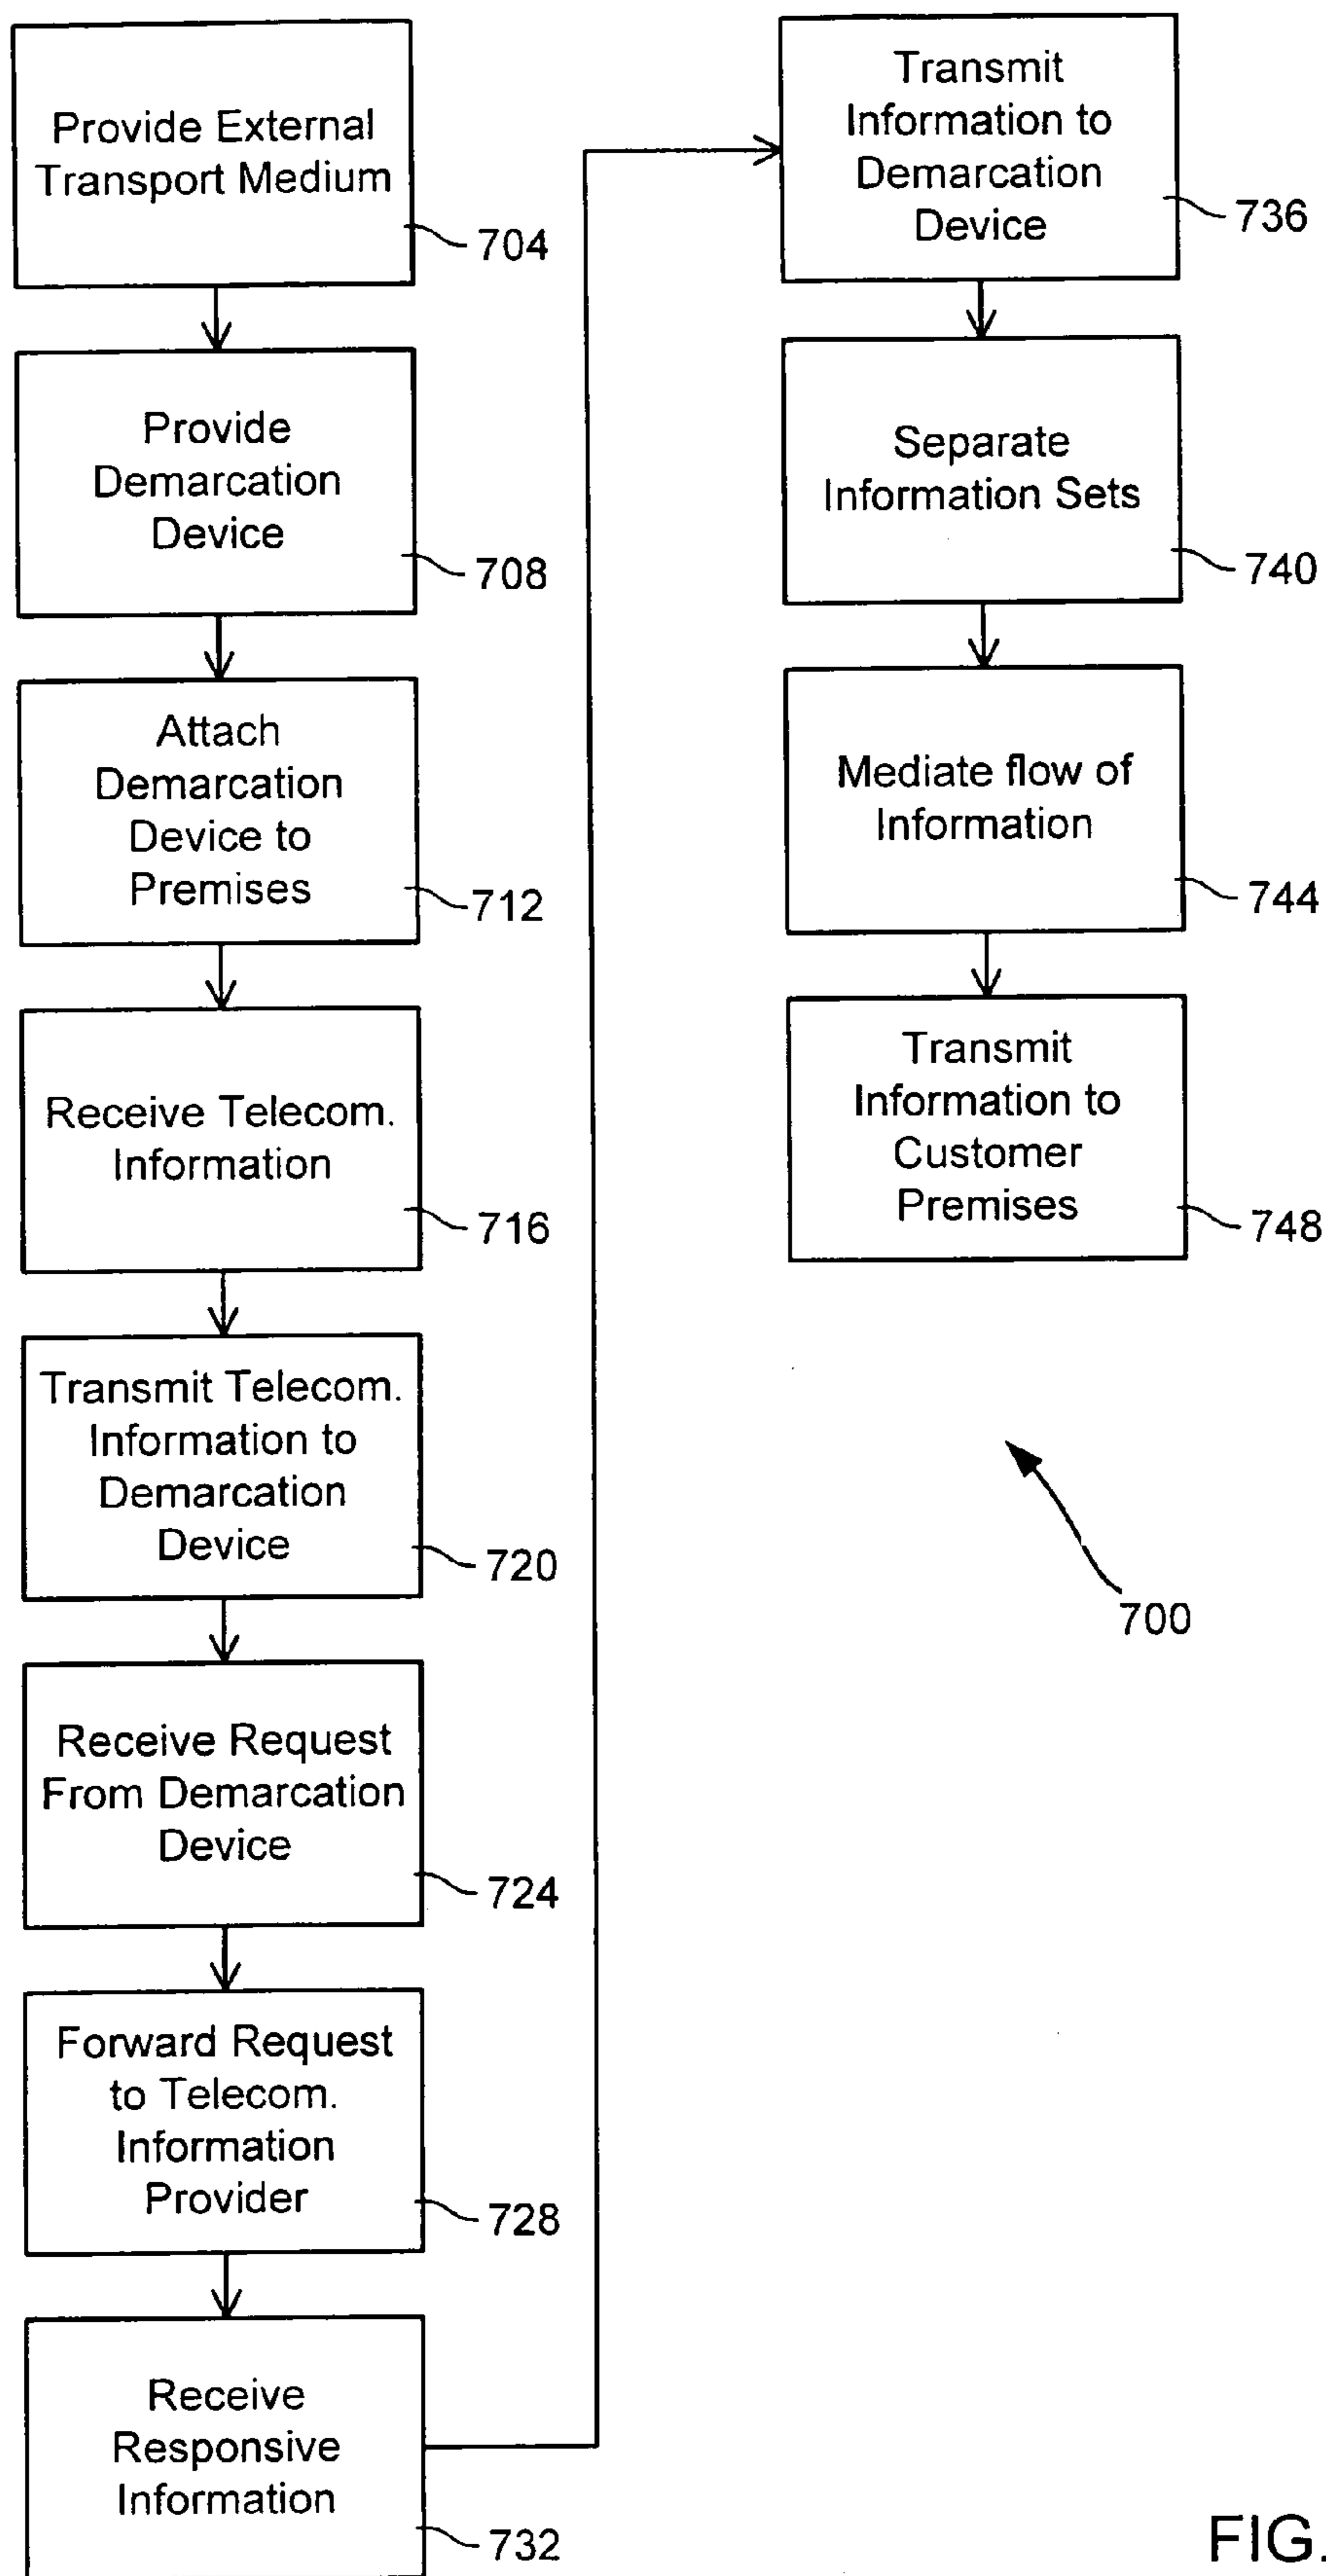 Provide External
Transport Medium
704
Provide
Demarcation
Device
708
Attach
Demarcation
Device to
Premises
712
Receive Telecom.
Information
716
Transmit Telecom.
Information to
Demarcation
Device
720
Receive Request
From Demarcation
Device
724
Forward Request
to Telecom.
Information
Provider
728
Receive
Responsive
Information
732
Transmit
Information to
Demarcation
Device
736
Separate
Information Sets
740
Mediate flow of
Information
744
Transmit
Information to
Customer
Premises
748
700
FIG.